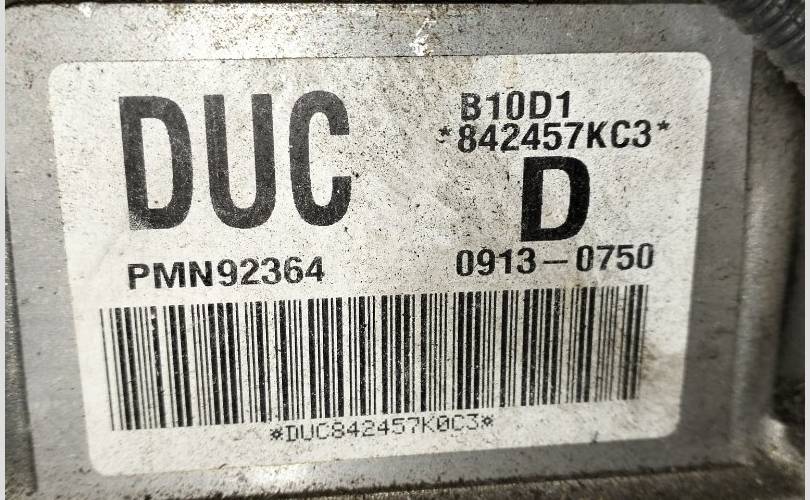 DUC
B10D1
*842457KC3*
D
PMN92364
0913-0750
*DUC842457K0C3*